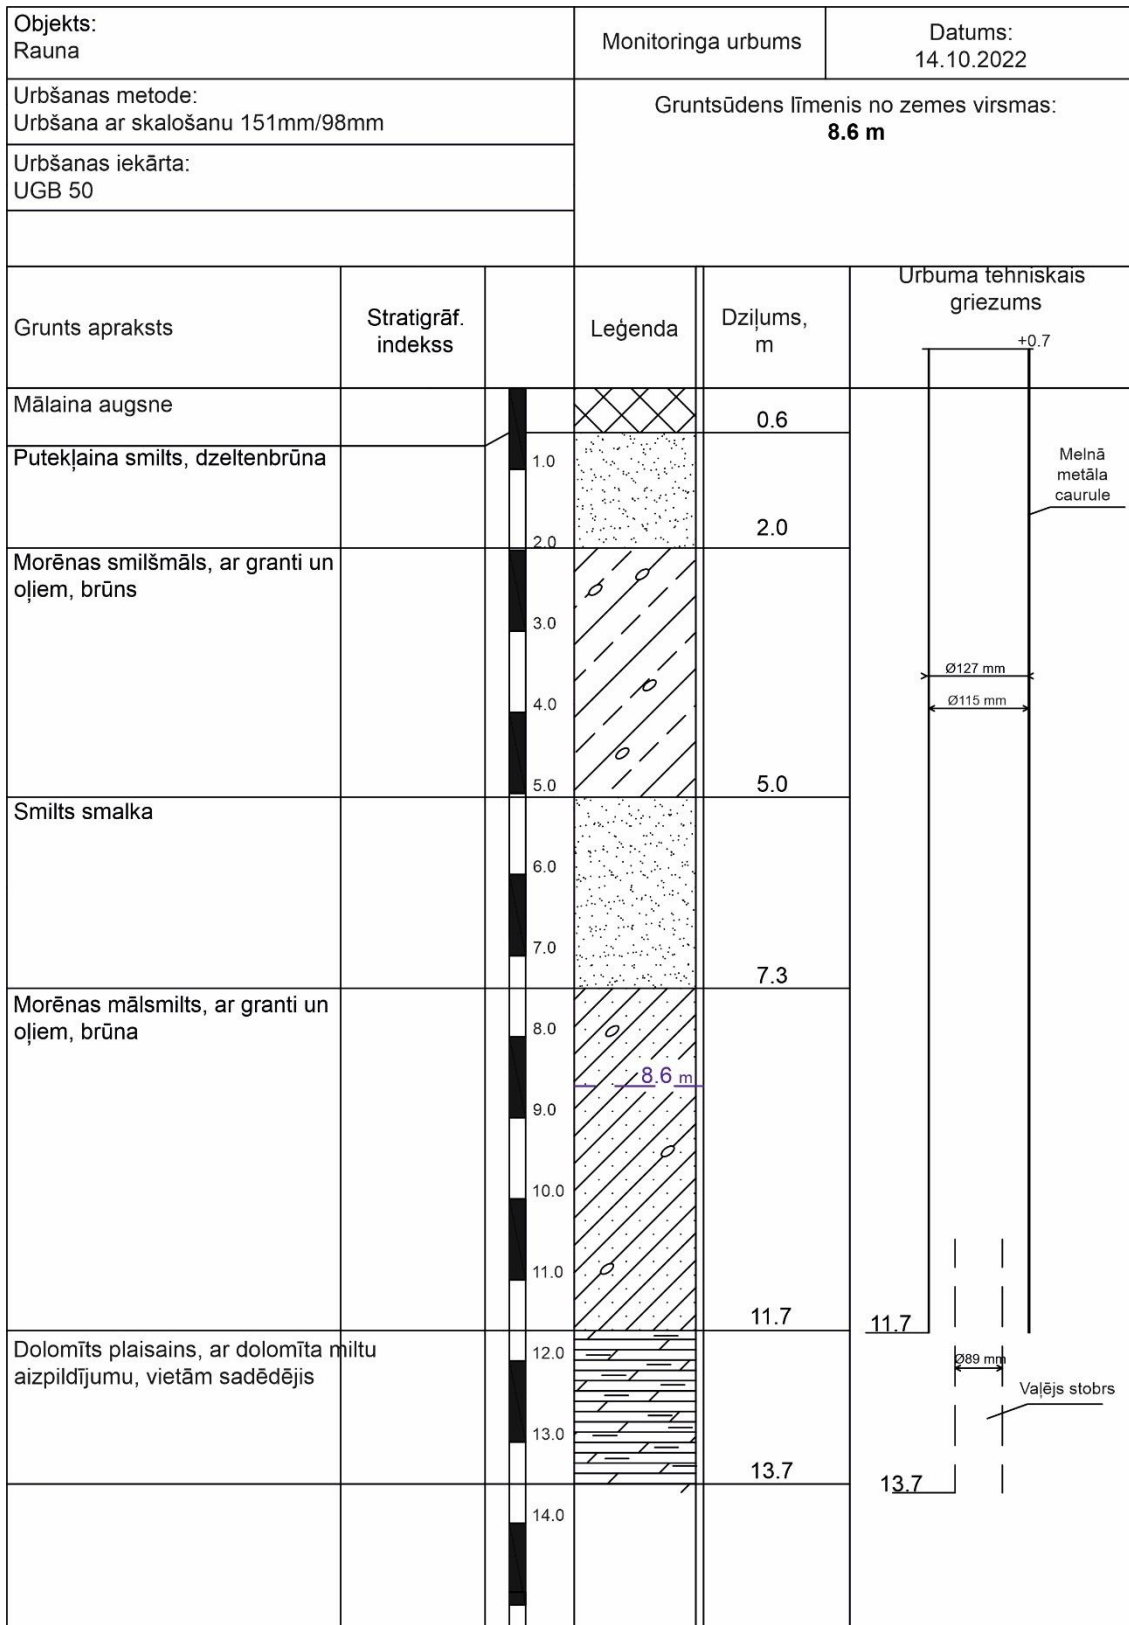 Objekts:
Rauna
Monitoringa urbums
Datums:
14.10.2022
Urbšanas metode:
Urbšana ar skalošanu 151mm/98mm
Gruntsūdens līmenis no zemes virsmas:
8.6 m
Urbšanas iekārta:
UGB 50
Grunts apraksts
Stratigrāf.
indekss
Leģenda
Dziļums,
m
Urbuma tehniskais
griezums
+0.7
Mālaina augsne
0.6
Putekļaina smilts, dzeltenbrūna
1.0
Melnā
metāla
caurule
2.0
2.0
Morēnas smilšmāls, ar granti un
oļiem, brūns
3.0
Ø127 mm
4.0
Ø115 mm
5.0
5.0
Smilts smalka
6.0
7.0
7.3
Morēnas mālsmilts, ar granti un
oļiem, brūna
8.0
8.6 m
9.0
10.0
11.0
11.7
11.7
Dolomīts plaisains, ar dolomīta miltu
aizpildījumu, vietām sadēdējis
12.0
Ø89 mm
Vaļējs stobrs
13.0
13.7
13.7
14.0